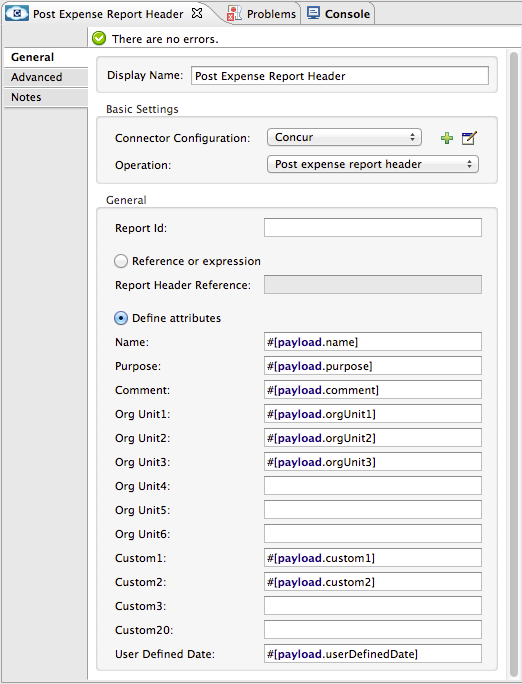 Post Expense Report Header Problems Console
There are no errors.
General
Advanced
Notes
Display Name: Post Expense Report Header
Basic Settings
Connector Configuration: Concur
Operation: Post expense report header
General
Report Id:
Reference or expression
Report Header Reference:
Define attributes
Name: #[payload.name]
Purpose: #[payload.purpose]
Comment: #[payload.comment]
Org Unit1: #[payload.orgUnit1]
Org Unit2: #[payload.orgUnit2]
Org Unit3: #[payload.orgUnit3]
Org Unit4:
Org Unit5:
Org Unit6:
Custom1: #[payload.custom1]
Custom2: #[payload.custom2]
Custom3:
Custom20:
User Defined Date: #[payload.userDefinedDate]